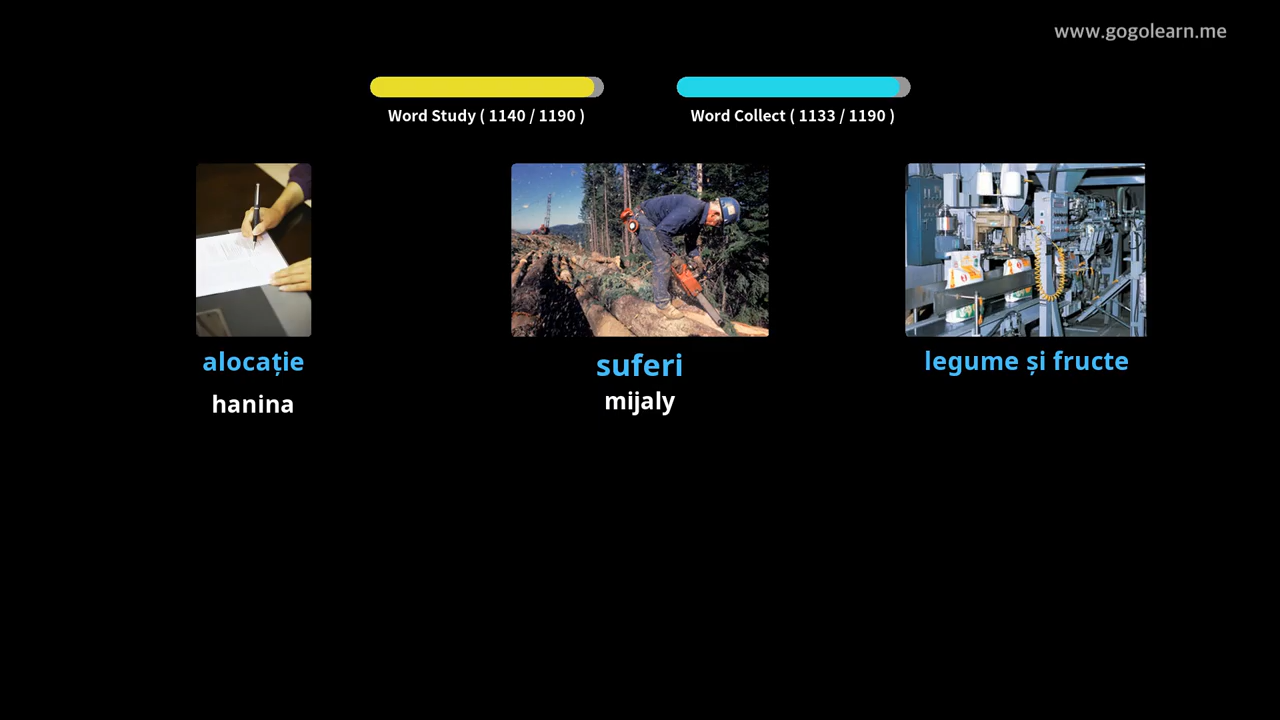 www.gogolearn.me
Word Study ( 1140 / 1190 )
Word Collect ( 1133 / 1190 )
alocație
suferi
legume și fructe
hanina
mijaly